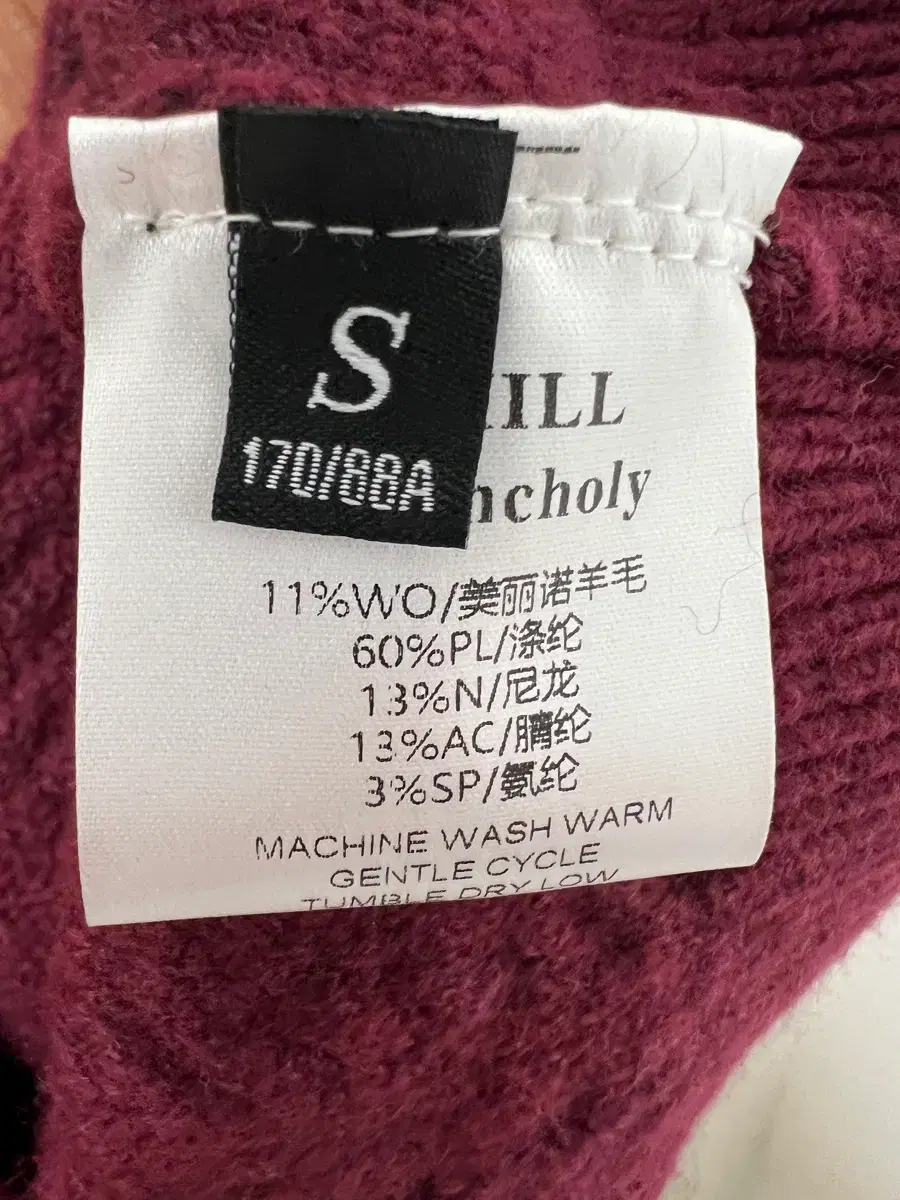 S
170/88A
ILL
ncholy
11%WO/美丽诺羊毛
60%PL/涤纶
13%N/尼龙
13%AC/腈纶
3%SP/氨纶
MACHINE WASH WARM
GENTLE CYCLE
TUMBLE DRY LOW